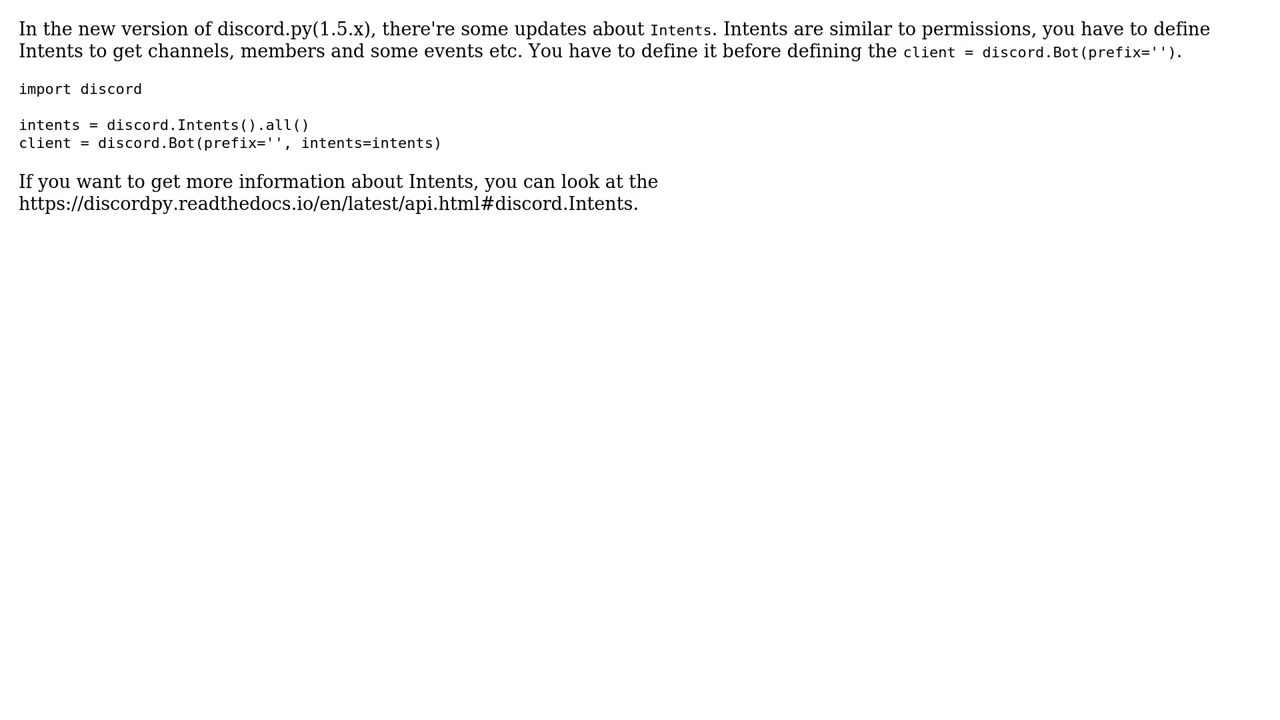 In the new version of discord.py(1.5.x), there're some updates about Intents. Intents are similar to permissions, you have to define
Intents to get channels, members and some events etc. You have to define it before defining the client = discord.Bot(prefix='').
import discord
intents = discord.Intents().all()
client = discord.Bot(prefix='', intents=intents)
If you want to get more information about Intents, you can look at the
https://discordpy.readthedocs.io/en/latest/api.html#discord.Intents.